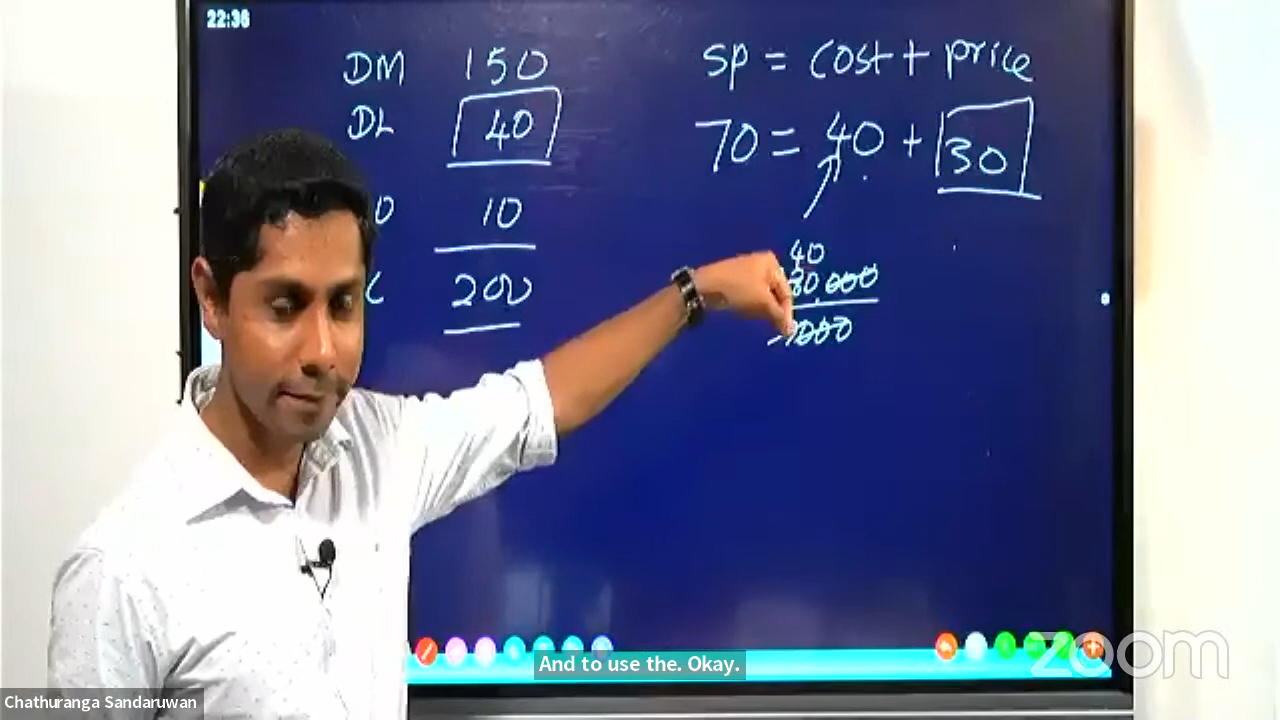 22:36
DM 150
DL 40
O 10
C 200
SP = cost + price
70 = 40 + 30
40
000
1000
And to use the. Okay.
zoom
Chathuranga Sandaruwan